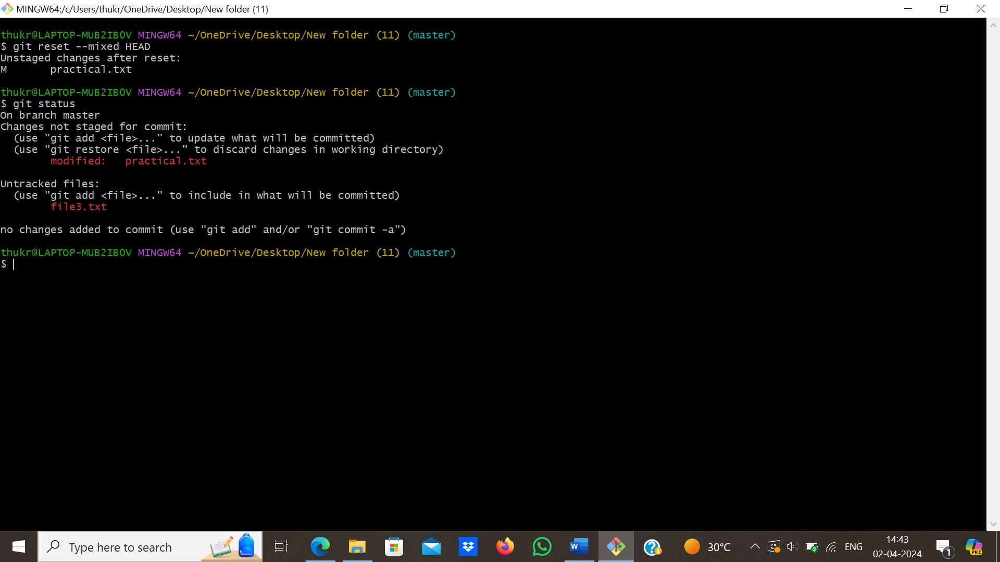 MINGW64:/c/Users/thukr/OneDrive/Desktop/New folder (11)
thukr@LAPTOP-MUB2IBOV MINGW64 ~/OneDrive/Desktop/New folder (11) (master)
$ git reset --mixed HEAD
Unstaged changes after reset:
M       practical.txt
thukr@LAPTOP-MUB2IBOV MINGW64 ~/OneDrive/Desktop/New folder (11) (master)
$ git status
On branch master
Changes not staged for commit:
  (use "git add <file>..." to update what will be committed)
  (use "git restore <file>..." to discard changes in working directory)
        modified:   practical.txt
Untracked files:
  (use "git add <file>..." to include in what will be committed)
        file3.txt
no changes added to commit (use "git add" and/or "git commit -a")
thukr@LAPTOP-MUB2IBOV MINGW64 ~/OneDrive/Desktop/New folder (11) (master)
$
Type here to search
W
30°C
ENG
14:43
02-04-2024
1
PRE